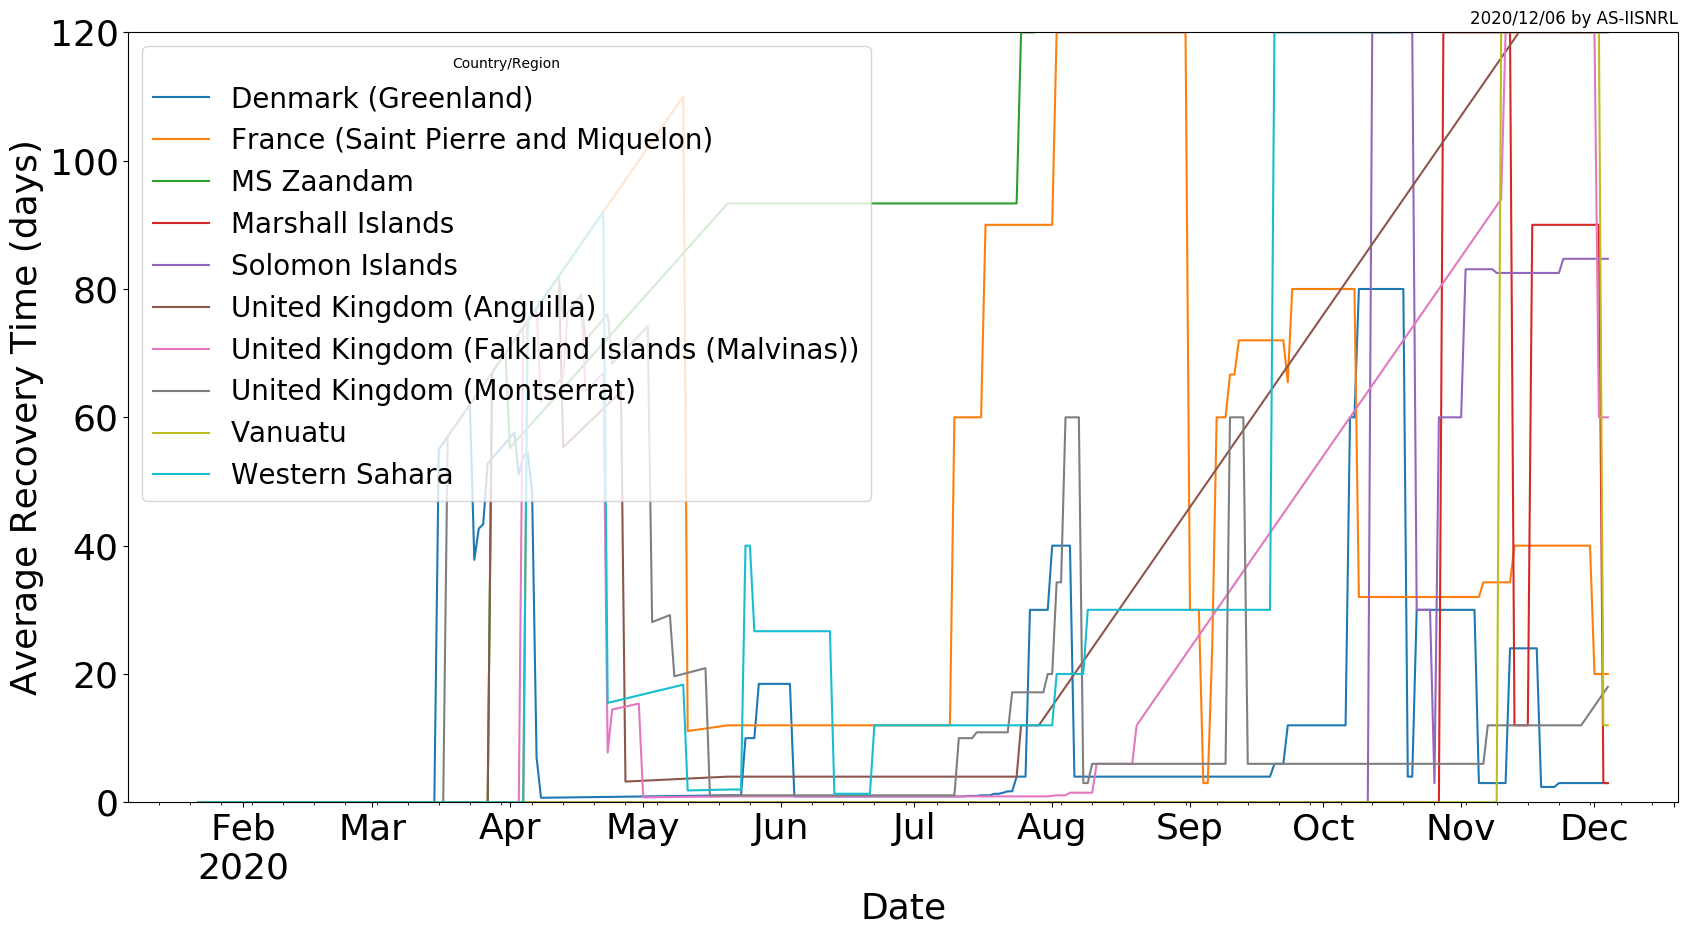 2020/12/06 by AS-IISNRL
Average Recovery Time (days)
120
100
80
60
40
20
0
Country/Region
Denmark (Greenland)
France (Saint Pierre and Miquelon)
MS Zaandam
Marshall Islands
Solomon Islands
United Kingdom (Anguilla)
United Kingdom (Falkland Islands (Malvinas))
United Kingdom (Montserrat)
Vanuatu
Western Sahara
Feb Mar Apr May Jun Jul Aug Sep Oct Nov Dec
2020
Date